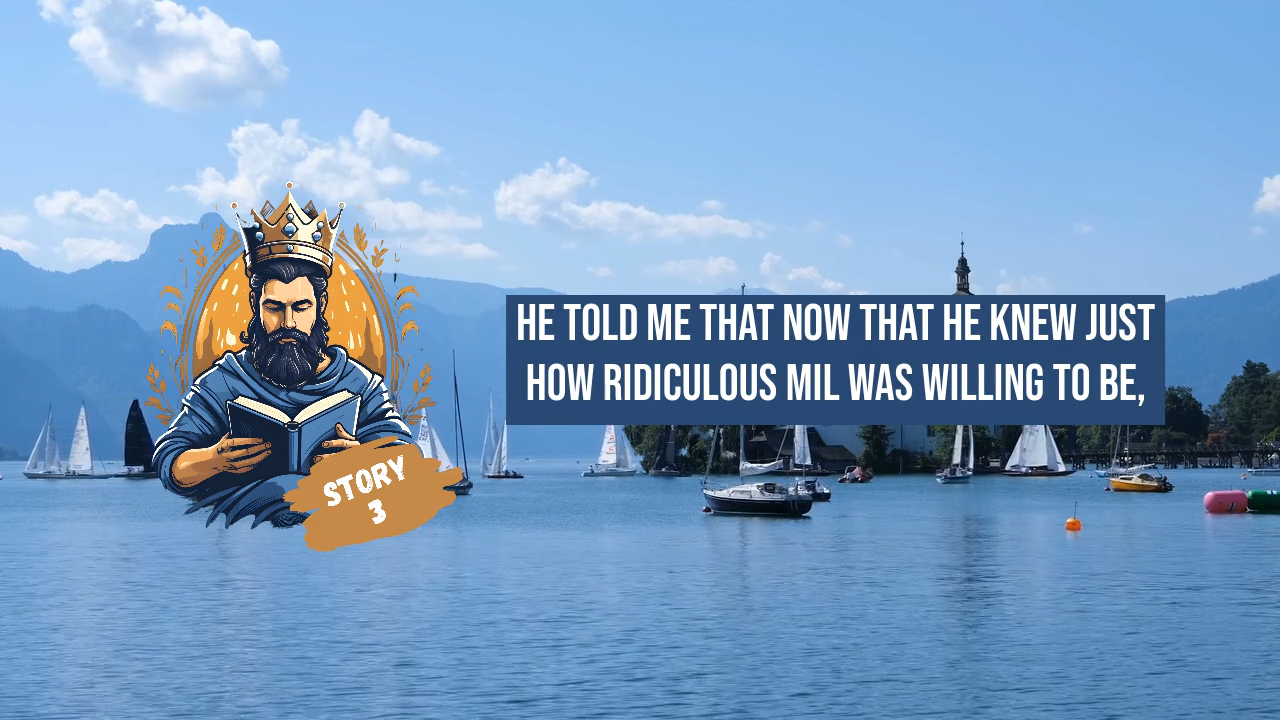 HE TOLD ME THAT NOW THAT HE KNEW JUST
HOW RIDICULOUS MIL WAS WILLING TO BE,
STORY
3